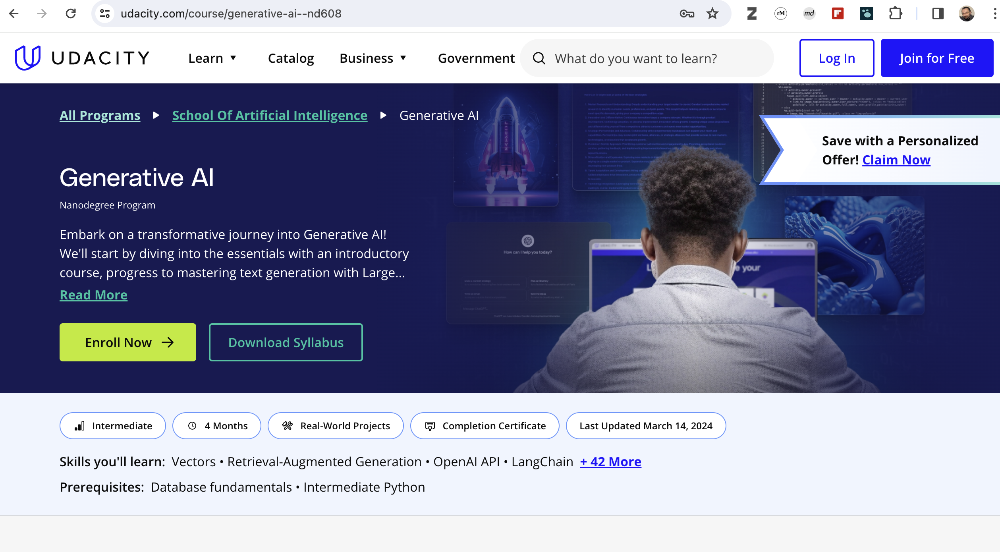 udacity.com/course/generative-ai--nd608
Z rM md
UDACITY Learn Catalog Business Government What do you want to learn? Log In Join for Free
All Programs School Of Artificial Intelligence Generative AI
Save with a Personalized
Offer! Claim Now
Generative AI
Nanodegree Program
Embark on a transformative journey into Generative AI!
We'll start by diving into the essentials with an introductory
course, progress to mastering text generation with Large...
Read More
Enroll Now Download Syllabus
UDACITY
How can I help you today?
e your
Intermediate 4 Months Real-World Projects Completion Certificate Last Updated March 14, 2024
Skills you'll learn: Vectors • Retrieval-Augmented Generation • OpenAI API • LangChain + 42 More
Prerequisites: Database fundamentals • Intermediate Python